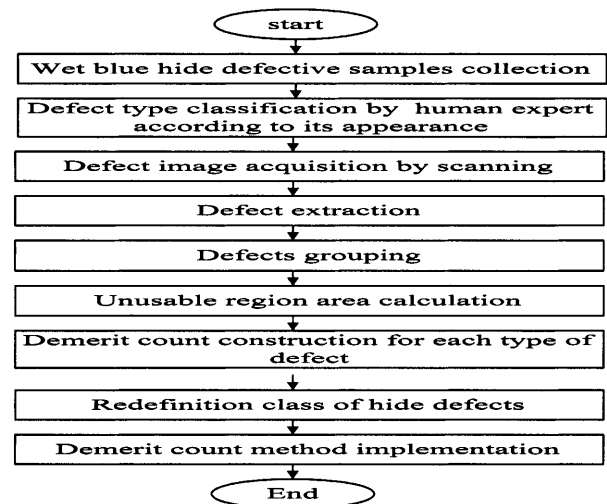 start
Wet blue hide defective samples collection
Defect type classification by human expert
according to its appearance
Defect image acquisition by scanning
Defect extraction
Defects grouping
Unusable region area calculation
Demerit count construction for each type of
defect
Redefinition class of hide defects
Demerit count method implementation
End